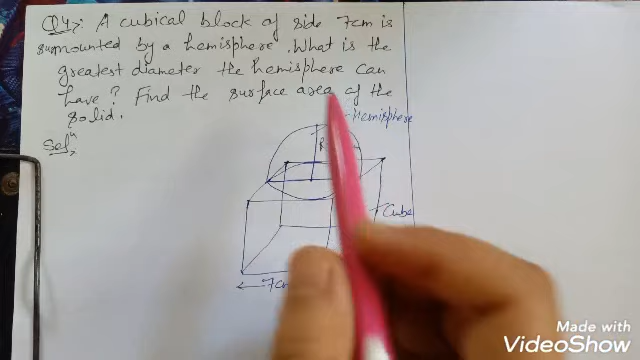 Q4: A cubical block of side 7cm is
surmounted by a hemisphere. What is the
greatest diameter the hemisphere can
have? Find the surface area of the
solid.
Hemisphere
Sol
R
Cube
7cm
Made with
VideoShow